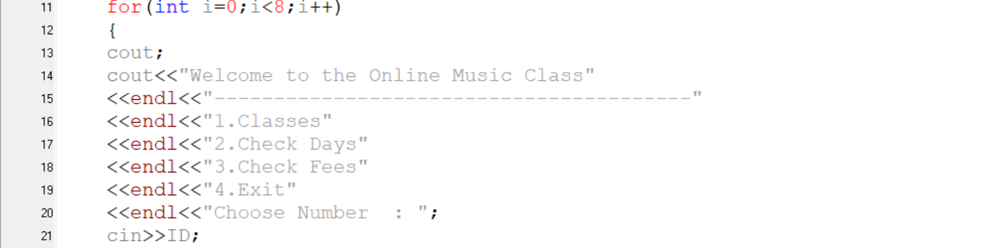 11 for(int i=0;i<8;i++)
12 {
13 cout;
14 cout<<"Welcome to the Online Music Class"
15 <<endl<<"----------------------------------------"
16 <<endl<<"1.Classes"
17 <<endl<<"2.Check Days"
18 <<endl<<"3.Check Fees"
19 <<endl<<"4.Exit"
20 <<endl<<"Choose Number  : ";
21 cin>>ID;